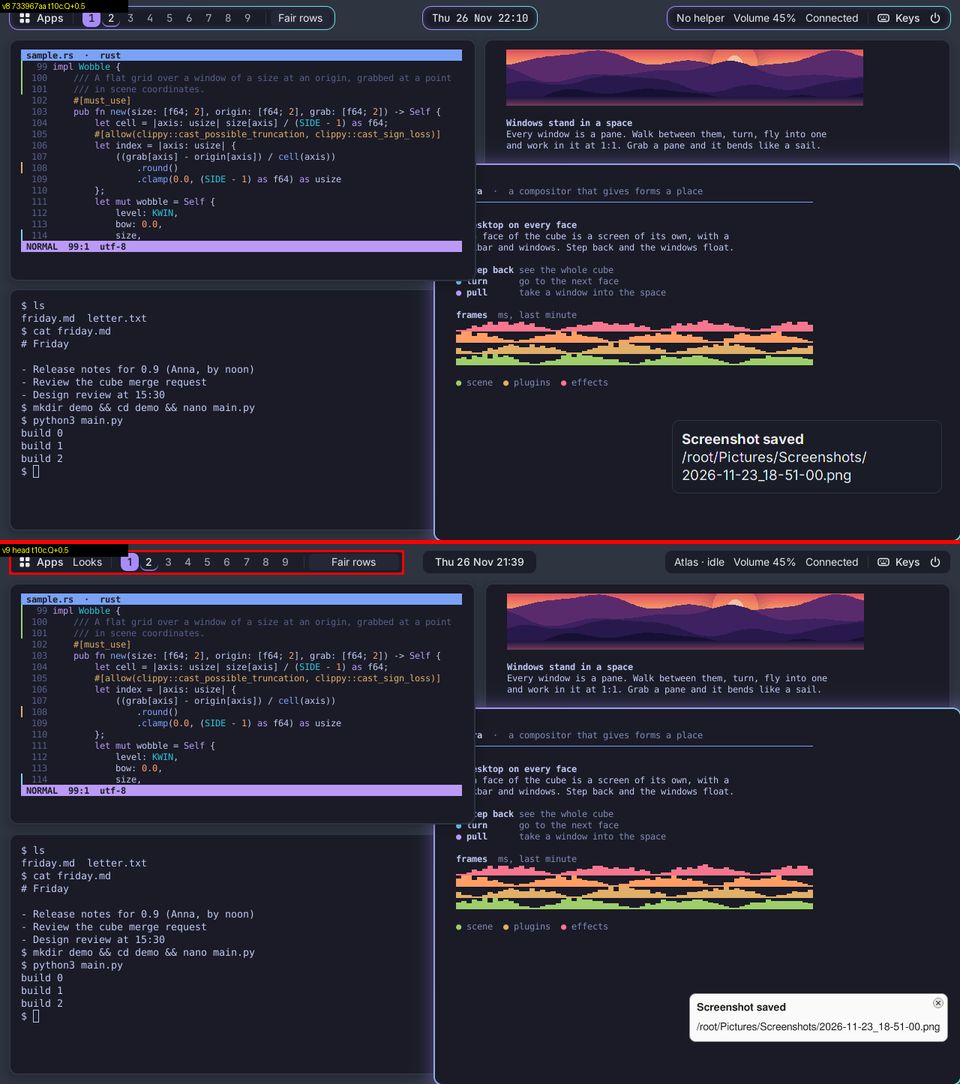 v8 733967aa t10c.Q+0.5
Apps 1 2 3 4 5 6 7 8 9 Fair rows
Thu 26 Nov 22:10
No helper Volume 45% Connected Keys
sample.rs · rust
99 impl Wobble {
100 /// A flat grid over a window of a size at an origin, grabbed at a point
101 /// in scene coordinates.
102 #[must_use]
103 pub fn new(size: [f64; 2], origin: [f64; 2], grab: [f64; 2]) -> Self {
104 let cell = |axis: usize| size[axis] / (SIDE - 1) as f64;
105 #[allow(clippy::cast_possible_truncation, clippy::cast_sign_loss)]
106 let index = |axis: usize| {
107 ((grab[axis] - origin[axis]) / cell(axis))
108 .round()
109 .clamp(0.0, (SIDE - 1) as f64) as usize
110 };
111 let mut wobble = Self {
112 level: KWIN,
113 bow: 0.0,
114 size,
NORMAL 99:1 utf-8
Windows stand in a space
Every window is a pane. Walk between them, turn, fly into one
and work in it at 1:1. Grab a pane and it bends like a sail.
· a compositor that gives forms a place
esktop on every face
face of the cube is a screen of its own, with a
bar and windows. Step back and the windows float.
ep back see the whole cube
turn go to the next face
pull take a window into the space
frames ms, last minute
scene plugins effects
$ ls
friday.md letter.txt
$ cat friday.md
# Friday
- Release notes for 0.9 (Anna, by noon)
- Review the cube merge request
- Design review at 15:30
$ mkdir demo && cd demo && nano main.py
$ python3 main.py
build 0
build 1
build 2
$
Screenshot saved
/root/Pictures/Screenshots/
2026-11-23_18-51-00.png
v9 head t10c.Q+0.5
Apps Looks 1 2 3 4 5 6 7 8 9 Fair rows
Thu 26 Nov 21:39
Atlas · idle Volume 45% Connected Keys
sample.rs · rust
99 impl Wobble {
100 /// A flat grid over a window of a size at an origin, grabbed at a point
101 /// in scene coordinates.
102 #[must_use]
103 pub fn new(size: [f64; 2], origin: [f64; 2], grab: [f64; 2]) -> Self {
104 let cell = |axis: usize| size[axis] / (SIDE - 1) as f64;
105 #[allow(clippy::cast_possible_truncation, clippy::cast_sign_loss)]
106 let index = |axis: usize| {
107 ((grab[axis] - origin[axis]) / cell(axis))
108 .round()
109 .clamp(0.0, (SIDE - 1) as f64) as usize
110 };
111 let mut wobble = Self {
112 level: KWIN,
113 bow: 0.0,
114 size,
NORMAL 99:1 utf-8
Windows stand in a space
Every window is a pane. Walk between them, turn, fly into one
and work in it at 1:1. Grab a pane and it bends like a sail.
· a compositor that gives forms a place
esktop on every face
face of the cube is a screen of its own, with a
bar and windows. Step back and the windows float.
ep back see the whole cube
turn go to the next face
pull take a window into the space
frames ms, last minute
scene plugins effects
$ ls
friday.md letter.txt
$ cat friday.md
# Friday
- Release notes for 0.9 (Anna, by noon)
- Review the cube merge request
- Design review at 15:30
$ mkdir demo && cd demo && nano main.py
$ python3 main.py
build 0
build 1
build 2
$
Screenshot saved
/root/Pictures/Screenshots/2026-11-23_18-51-00.png